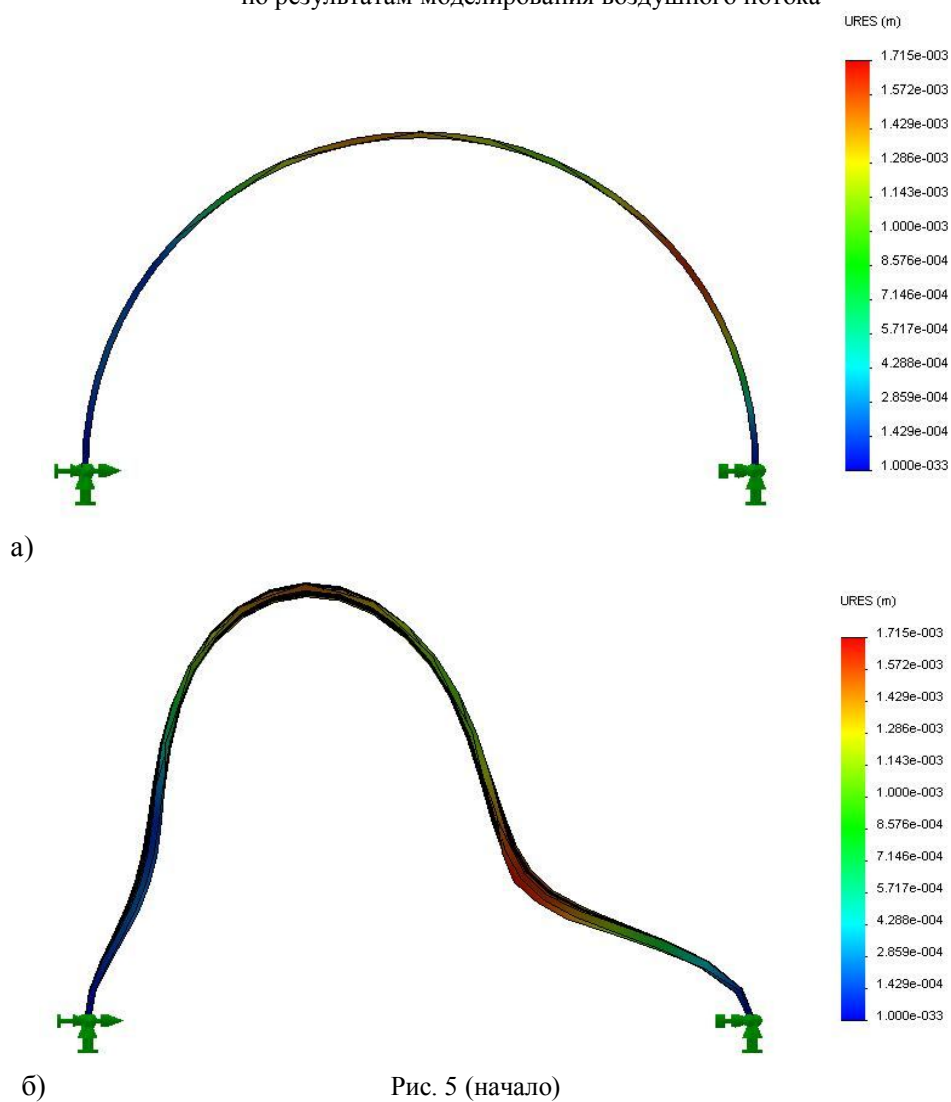 по результатам моделирования воздушного потока
URES (m)
1.715e-003
1.572e-003
1.429e-003
1.286e-003
1.143e-003
1.000e-003
8.576e-004
7.146e-004
5.717e-004
4.288e-004
2.859e-004
1.429e-004
1.000e-033
а)
URES (m)
1.715e-003
1.572e-003
1.429e-003
1.286e-003
1.143e-003
1.000e-003
8.576e-004
7.146e-004
5.717e-004
4.288e-004
2.859e-004
1.429e-004
1.000e-033
б)
Рис. 5 (начало)